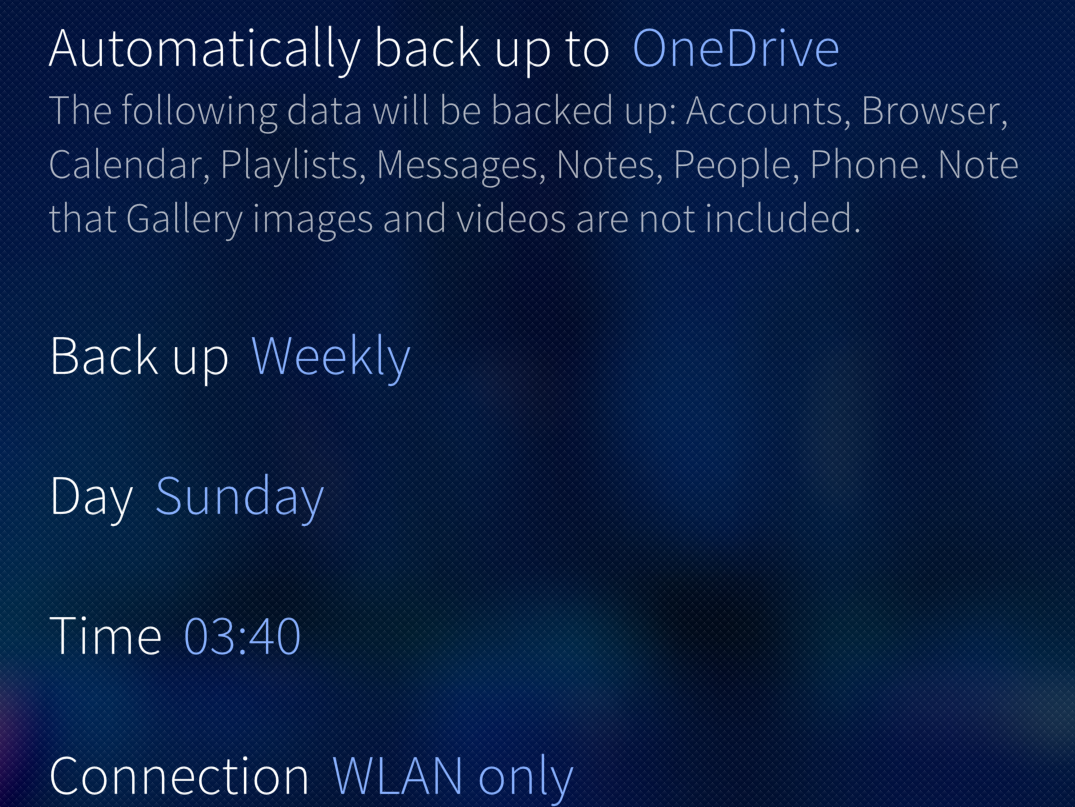 Automatically back up to OneDrive
The following data will be backed up: Accounts, Browser,
Calendar, Playlists, Messages, Notes, People, Phone. Note
that Gallery images and videos are not included.
Back up Weekly
Day Sunday
Time 03:40
Connection WLAN only